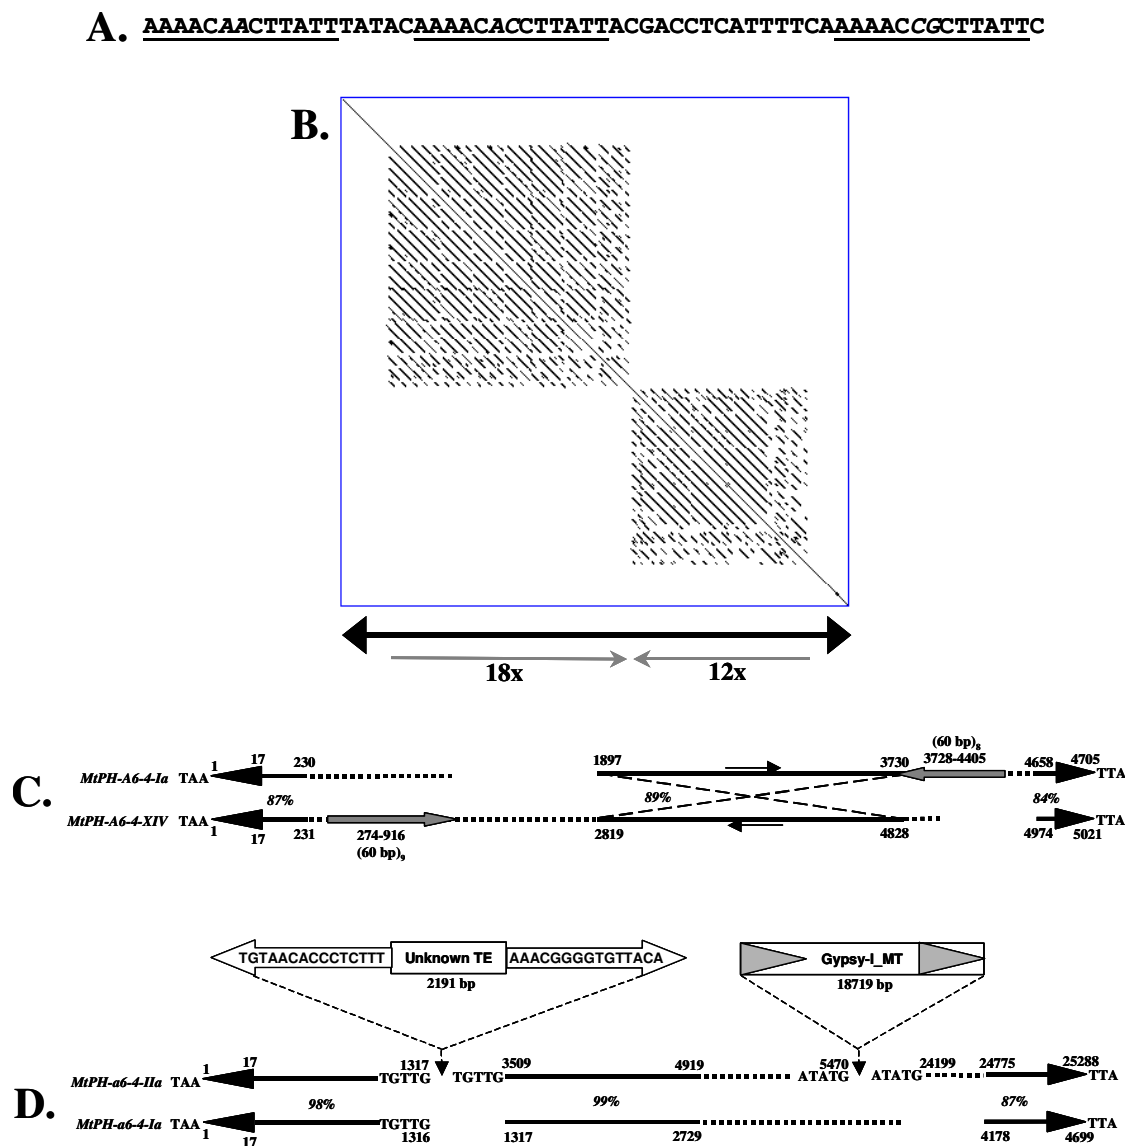 A. AAAACAACTTATTTTATACAAAACACCTTATTACGACCTCATTTTCAAAAACCGCTTATTC
B.
18x 12x
(60 bp)8
1 17 230 1897 3730 3728-4405 4658 4705
MtPH-A6-4-Ia TAA TTA
C.
87% 89% 84%
MtPH-A6-4-XIV TAA TTA
1 17 231 274-916 2819 4828 4974 5021
(60 bp)9
TGTAACACCCTCTTT Unknown TE AAACGGGGTGTTACA Gypsy-I_MT
2191 bp 18719 bp
1 17 1317 3509 4919 5470 24199 24775 25288
MtPH-a6-4-IIa TAA TGTTG TGTTG ATATG ATATG TTA
D.
98% 99% 87%
MtPH-a6-4-Ia TAA TGTTG TTA
1 17 1316 1317 2729 4178 4699